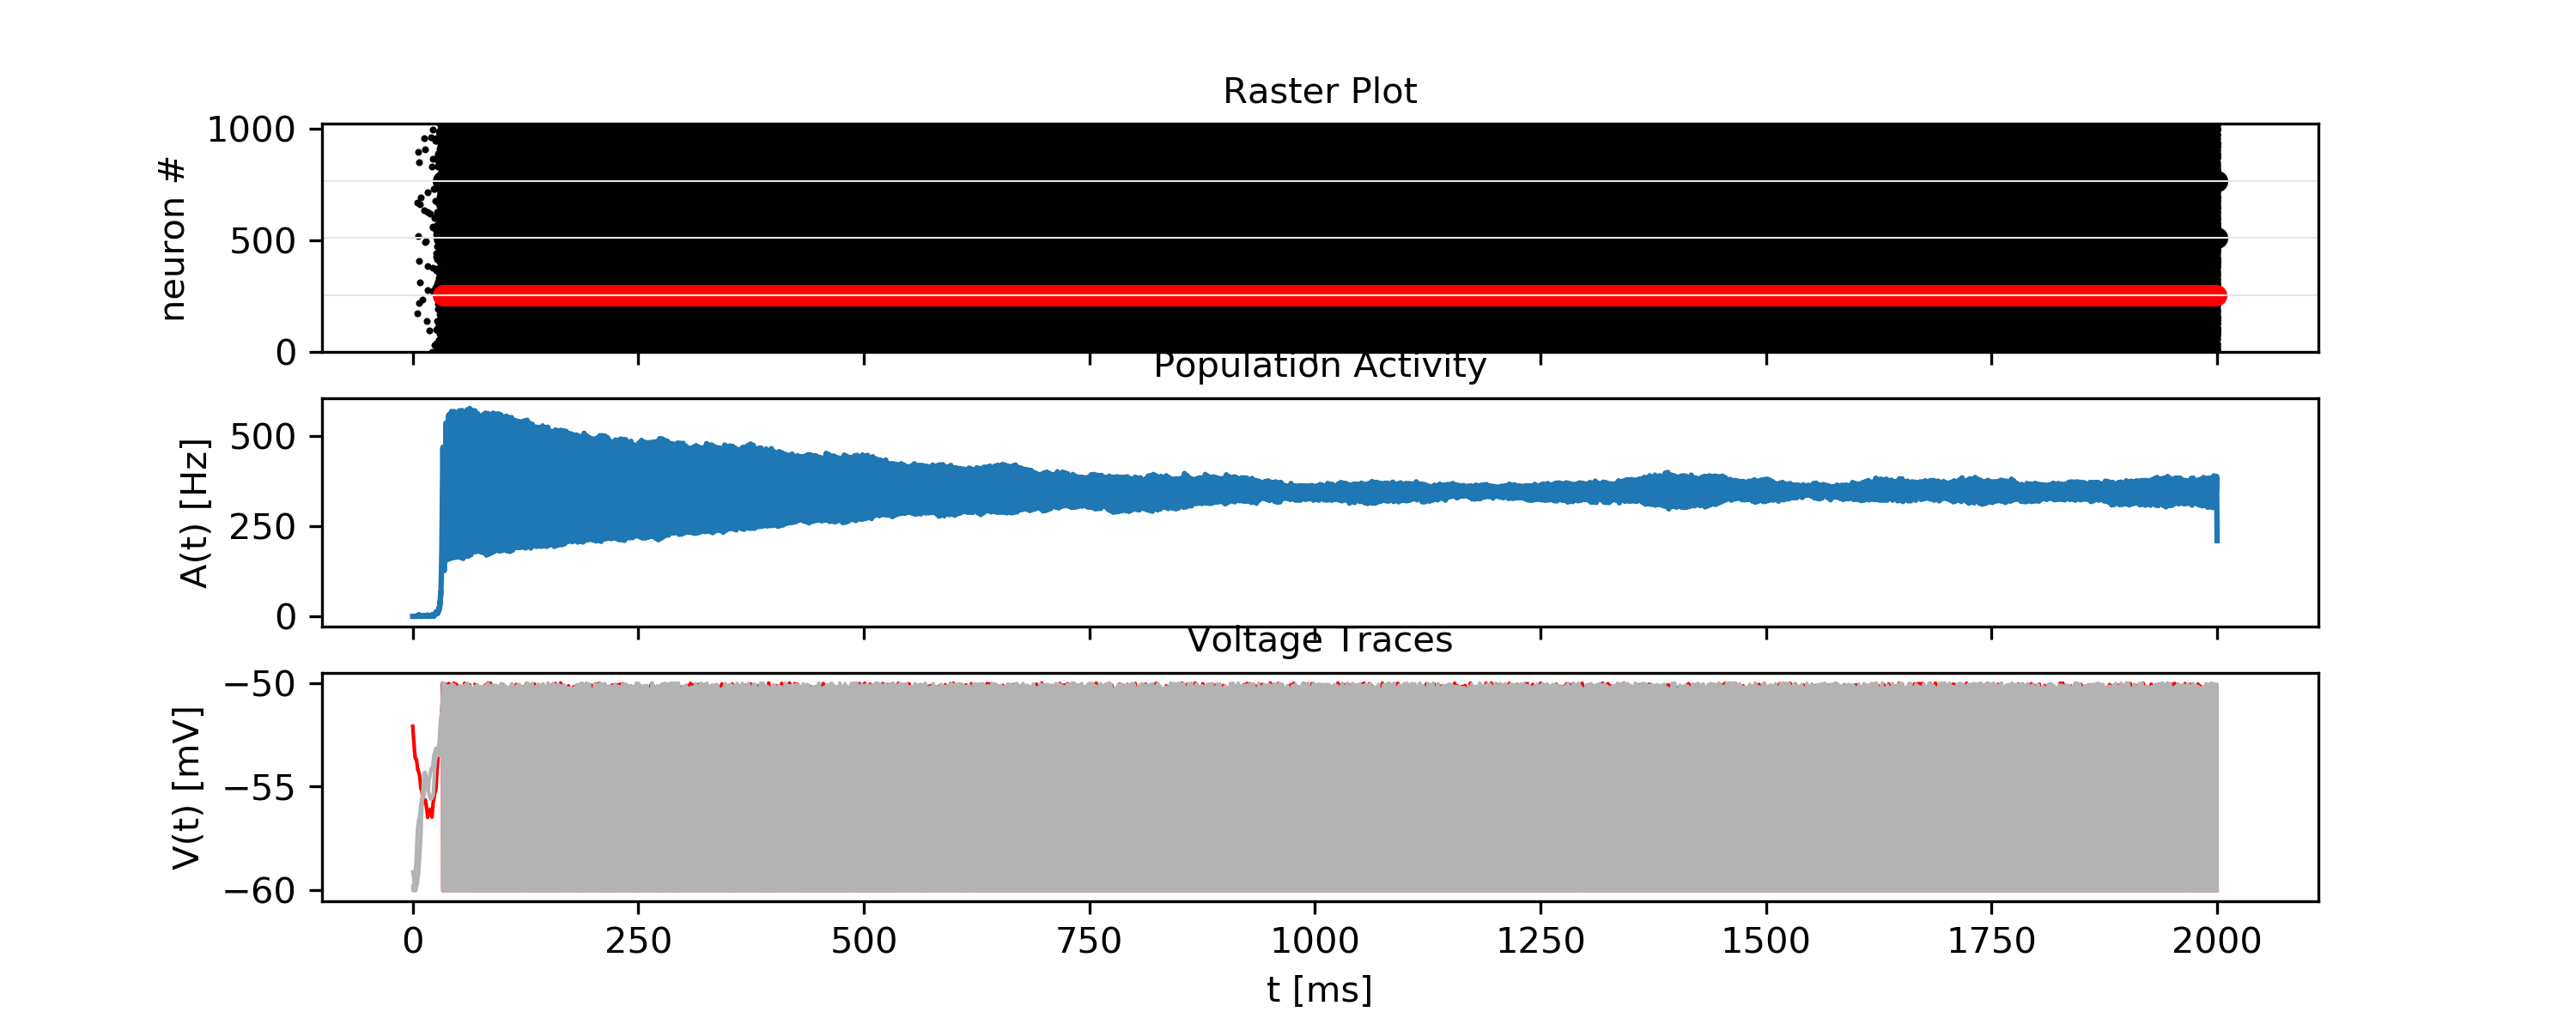 Raster Plot
1000
500
0
neuron #
Population Activity
500
250
0
A(t) [Hz]
Voltage Traces
−50
−55
−60
V(t) [mV]
0 250 500 750 1000 1250 1500 1750 2000
t [ms]